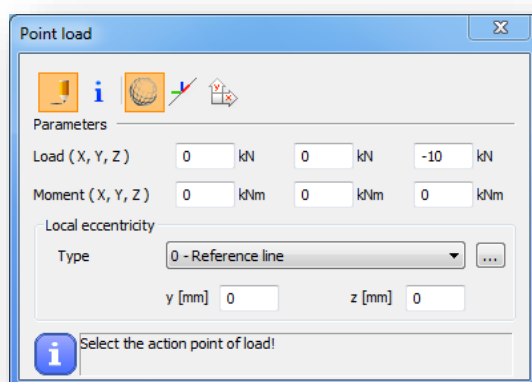 Point load
Parameters
Load ( X, Y, Z ) 0 kN 0 kN -10 kN
Moment ( X, Y, Z ) 0 kNm 0 kNm 0 kNm
Local eccentricity
Type 0 - Reference line ...
y [mm] 0 z [mm] 0
Select the action point of load!